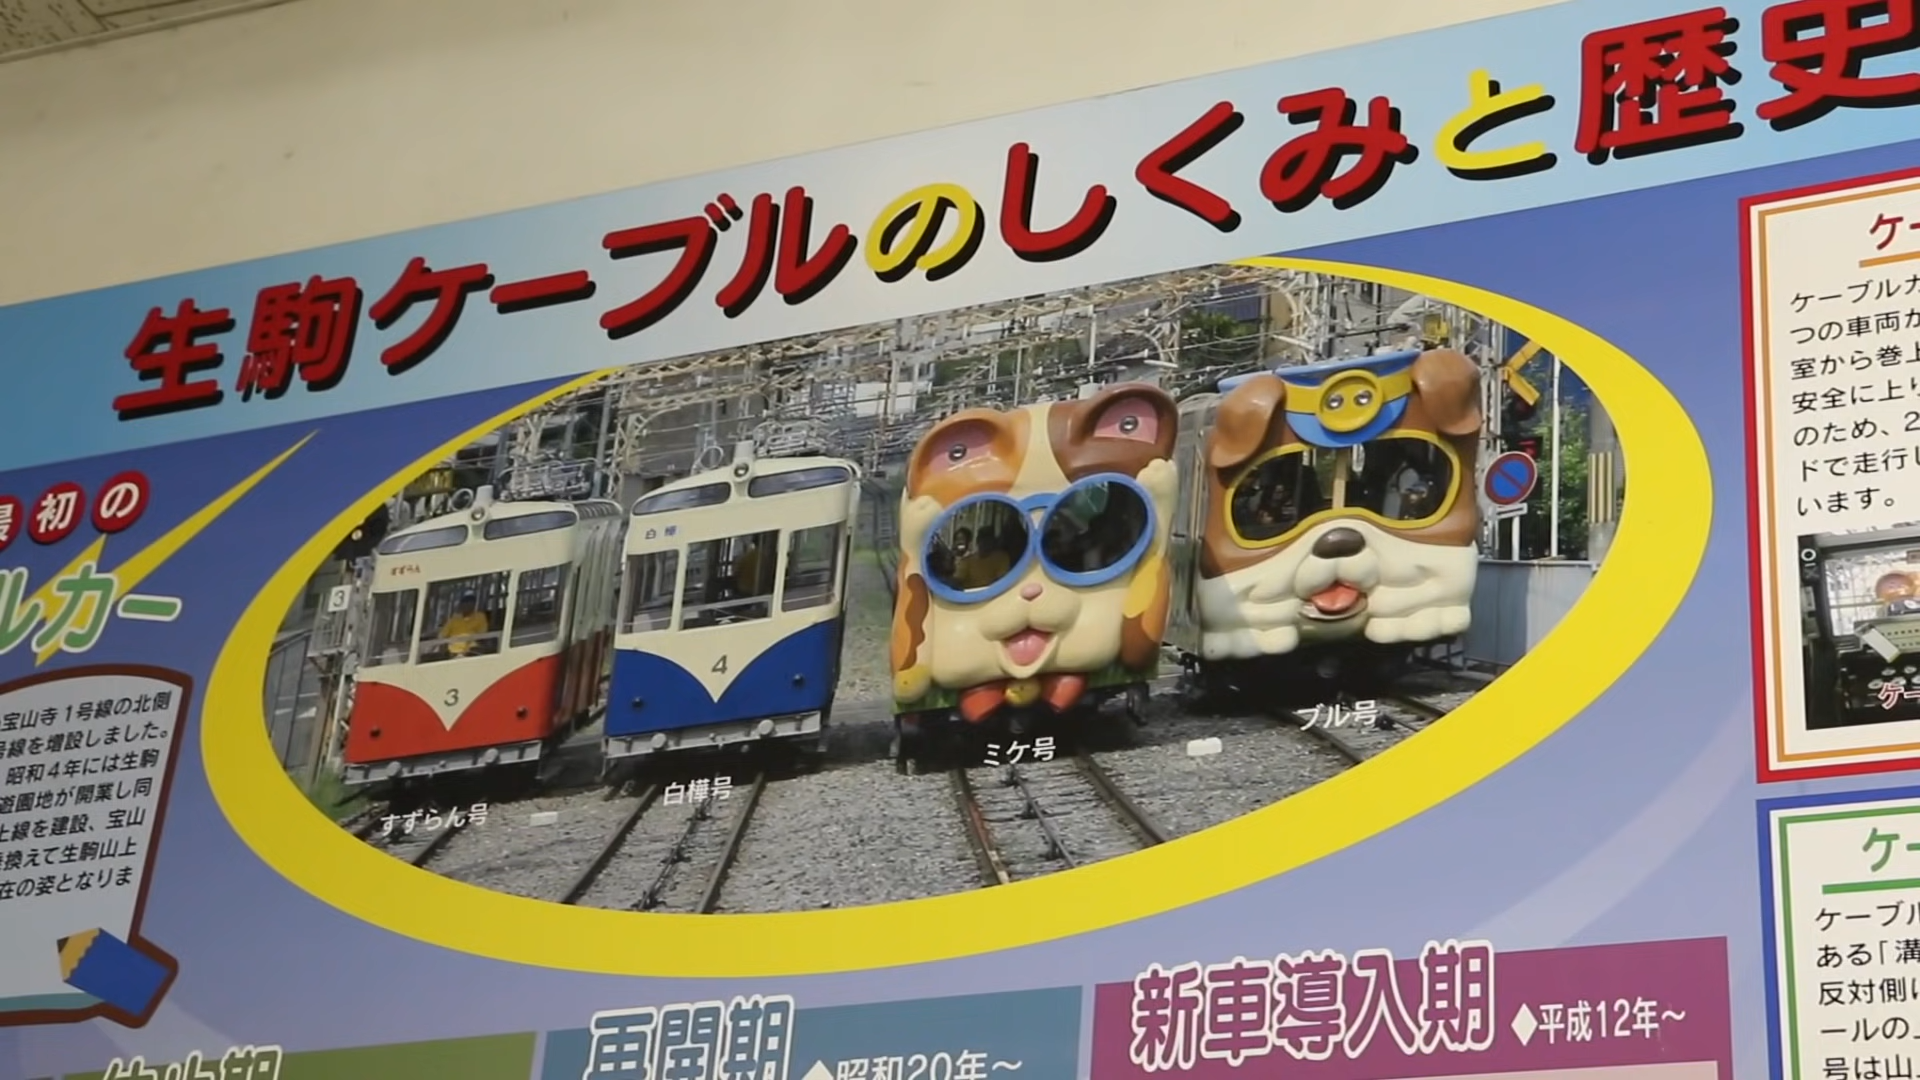 生駒ケーブルのしくみと歴史
最初の
ルカー
宝山寺1号線の北側
号線を増設しました。
昭和4年には生駒
遊園地が開業し同
上線を建設、宝山
換えて生駒山上
在の姿となりま
3
すずらん
3
白樺
4
すずらん号
白樺号
ミケ号
ブル号
ケー
ケーブルカ
つの車両が
室から巻上
安全に上り
のため、2
ドで走行し
います。
ケー
ケー
ケーブル
ある「溝
反対側に
ールの上
号は山
再開期
◆昭和20年〜
新車導入期
◆平成12年〜